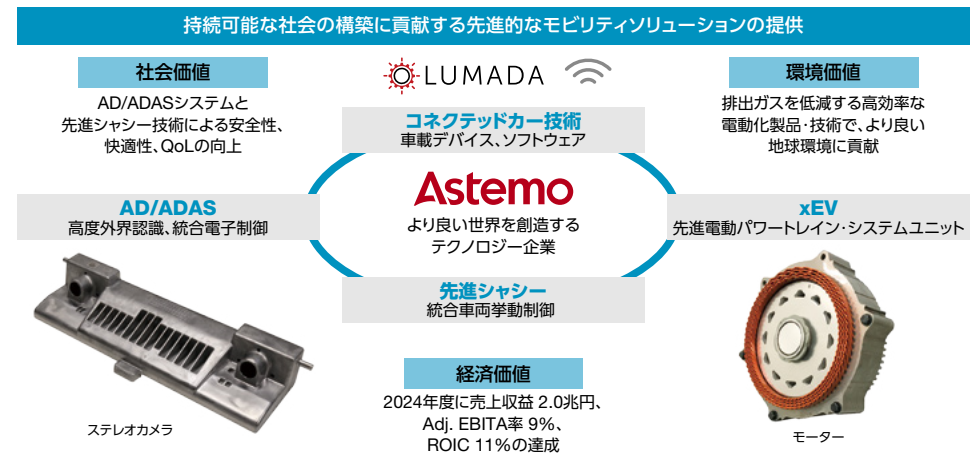 持続可能な社会の構築に貢献する先進的なモビリティソリューションの提供
社会価値
AD/ADASシステムと
先進シャシー技術による安全性、
快適性、QoLの向上
LUMADA
環境価値
排出ガスを低減する高効率な
電動化製品・技術で、より良い
地球環境に貢献
コネクテッドカー技術
車載デバイス、ソフトウェア
AD/ADAS
高度外界認識、統合電子制御
Astemo
より良い世界を創造する
テクノロジー企業
xEV
先進電動パワートレイン・システムユニット
先進シャシー
統合車両挙動制御
ステレオカメラ
経済価値
2024年度に売上収益 2.0兆円、
Adj. EBITA率 9%、
ROIC 11%の達成
モーター